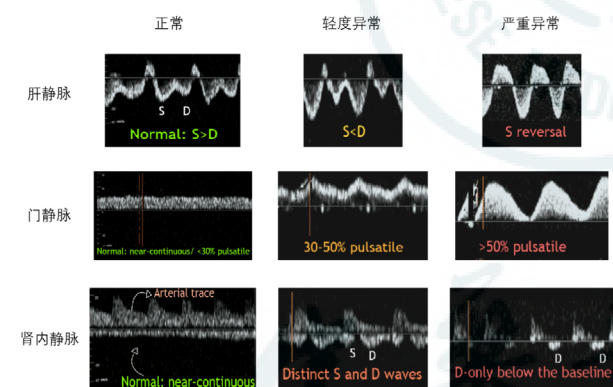 正常 轻度异常 严重异常
肝静脉
S D
Normal: S>D
S<D
S reversal
门静脉
Normal: near-continuous/ <30% pulsatile
30-50% pulsatile
>50% pulsatile
肾内静脉
Arterial trace
Normal: near-continuous
S D
Distinct S and D waves
D D
D-only below the baseline